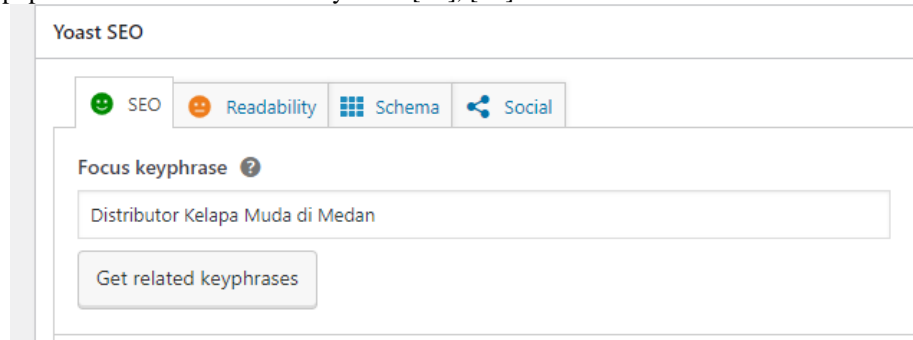 Yoast SEO
SEO Readability Schema Social
Focus keyphrase
Distributor Kelapa Muda di Medan
Get related keyphrases